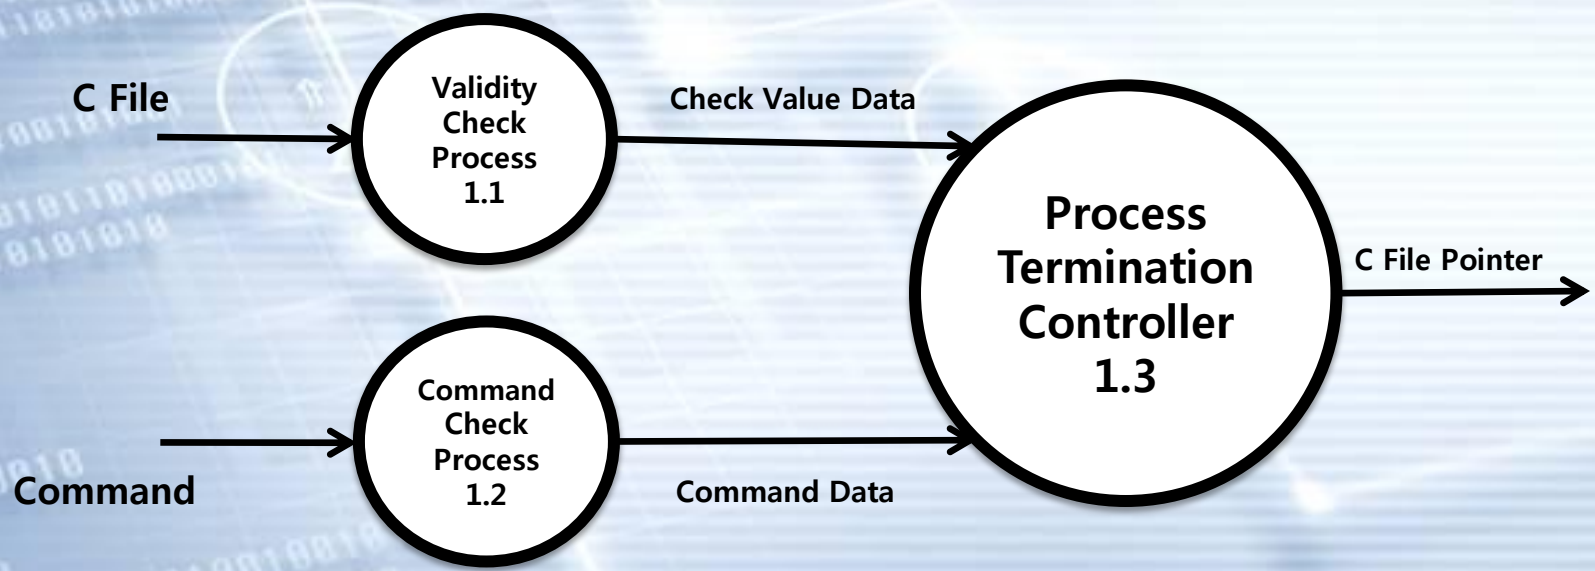 C File
Validity
Check
Process
1.1
Check Value Data
Process
Termination
Controller
1.3
C File Pointer
Command
Command
Check
Process
1.2
Command Data